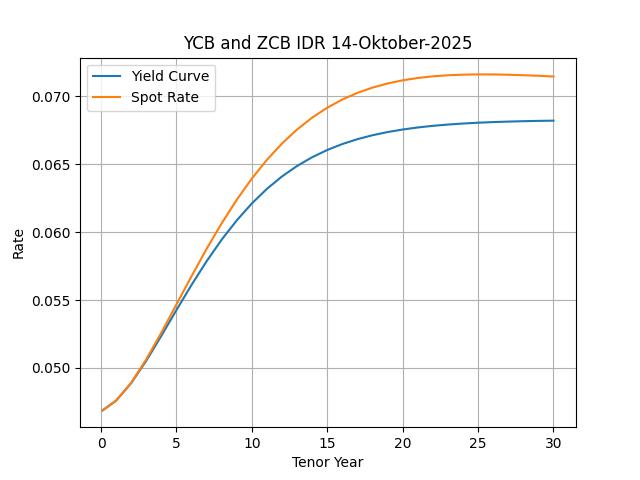 YCB and ZCB IDR 14-Oktober-2025
Yield Curve
Spot Rate
0.070
0.065
0.060
0.055
0.050
Rate
0 5 10 15 20 25 30
Tenor Year